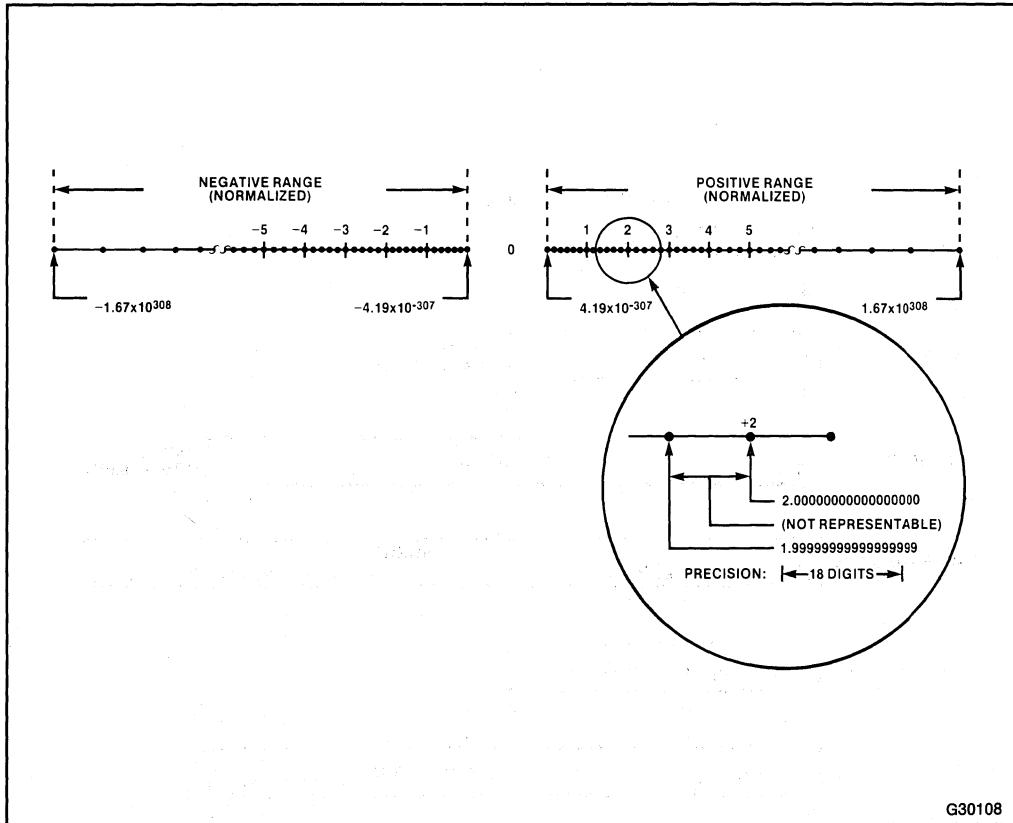 NEGATIVE RANGE
(NORMALIZED)
POSITIVE RANGE
(NORMALIZED)
−5 −4 −3 −2 −1 0 1 2 3 4 5
−1.67x10308 −4.19x10-307 4.19x10-307 1.67x10308
+2
2.00000000000000000
(NOT REPRESENTABLE)
1.99999999999999999
PRECISION: 18 DIGITS
G30108